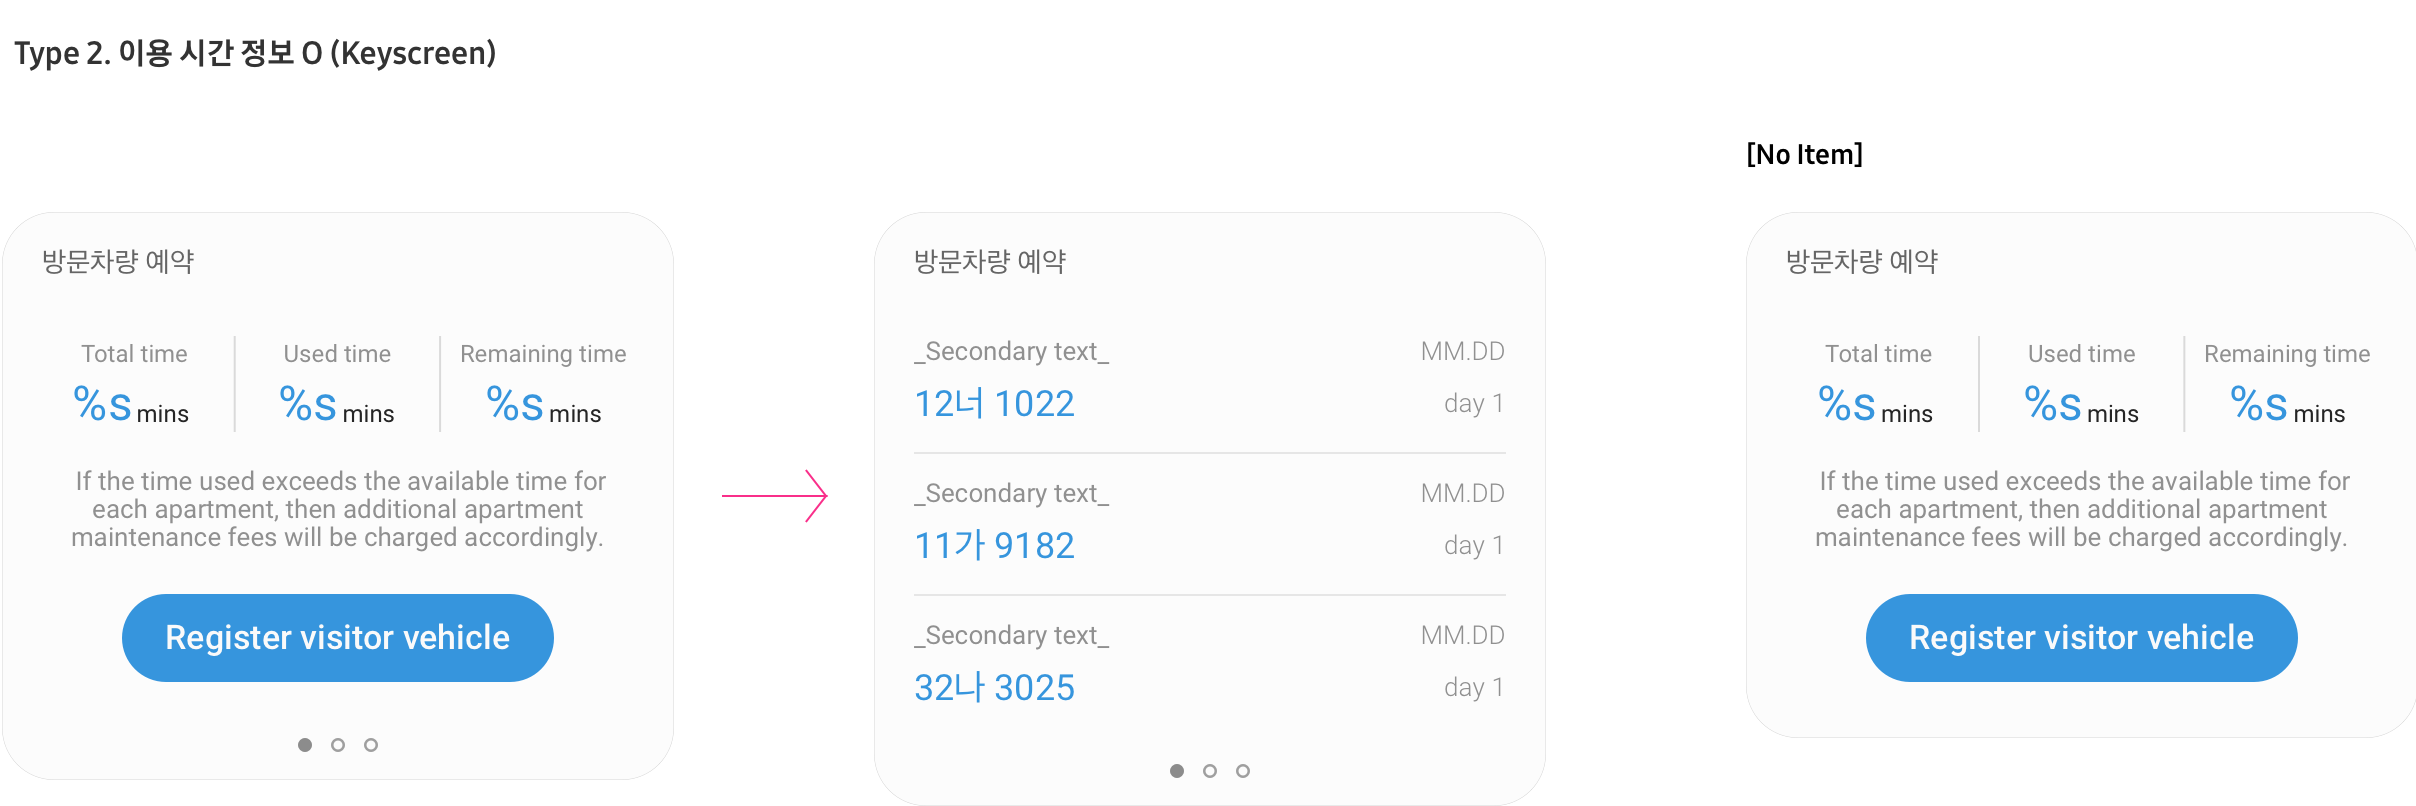 Type 2. 이용 시간 정보 O (Keyscreen)
방문차량 예약
Total time
Used time
Remaining time
%s mins
%s mins
%s mins
If the time used exceeds the available time for
each apartment, then additional apartment
maintenance fees will be charged accordingly.
Register visitor vehicle
방문차량 예약
_Secondary text_
MM.DD
12너 1022
day 1
_Secondary text_
MM.DD
11가 9182
day 1
_Secondary text_
MM.DD
32나 3025
day 1
[No Item]
방문차량 예약
Total time
Used time
Remaining time
%s mins
%s mins
%s mins
If the time used exceeds the available time for
each apartment, then additional apartment
maintenance fees will be charged accordingly.
Register visitor vehicle